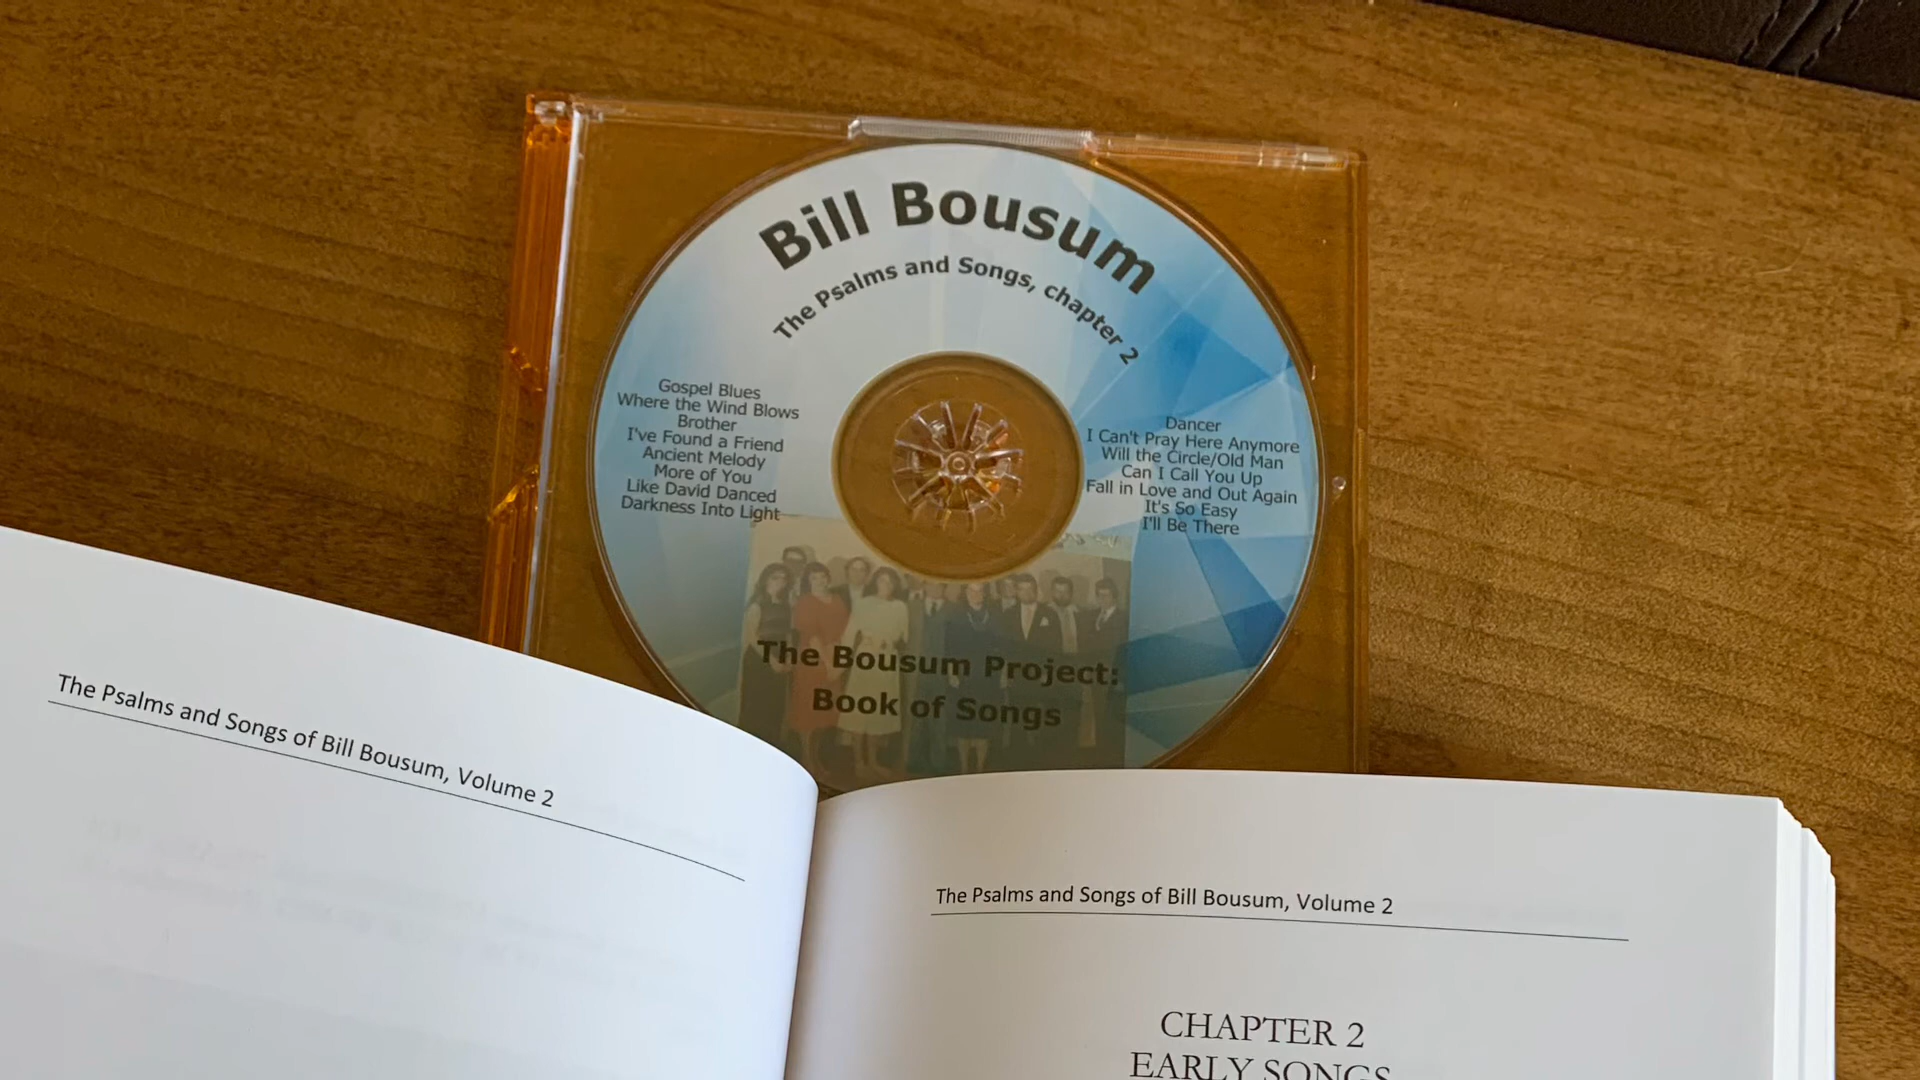 Bill Bousum
The Psalms and Songs, chapter 2
Gospel Blues
Where the Wind Blows
Brother
I've Found a Friend
Ancient Melody
More of You
Like David Danced
Darkness Into Light
Dancer
I Can't Pray Here Anymore
Will the Circle/Old Man
Can I Call You Up
Fall in Love and Out Again
It's So Easy
I'll Be There
The Bousum Project:
Book of Songs
The Psalms and Songs of Bill Bousum, Volume 2
The Psalms and Songs of Bill Bousum, Volume 2
CHAPTER 2
EARLY SONGS